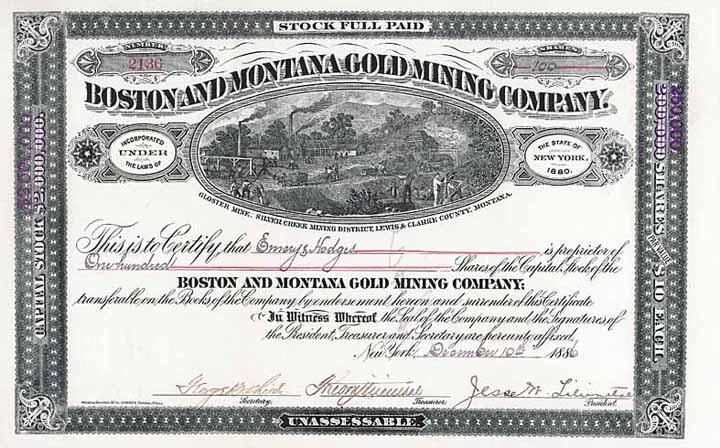 STOCK FULL PAID
NUMBER
2136
SHARES
100
BOSTON AND MONTANA GOLD MINING COMPANY.
INCORPORATED
UNDER
THE LAWS OF
THE STATE OF
NEW YORK,
1880.
GLOSTER MINE, SILVER CREEK MINING DISTRICT, LEWIS & CLARKE COUNTY, MONTANA.
CAPITAL STOCK $2,000,000.
SHARES
$10 EACH
This is to Certify, that Emery & Hodges is proprietor of
One hundred Shares of the Capital Stock of the
BOSTON AND MONTANA GOLD MINING COMPANY:
transferable on the Books of the Company by endorsement hereon and surrender of this Certificate
In Witness Whereof the Seal of the Company and the Signatures of
the President, Treasurer and Secretary are hereunto affixed.
New York, December 10th 1886
Jesse W.
Secretary.
Treasurer.
President.
UNASSESSABLE.